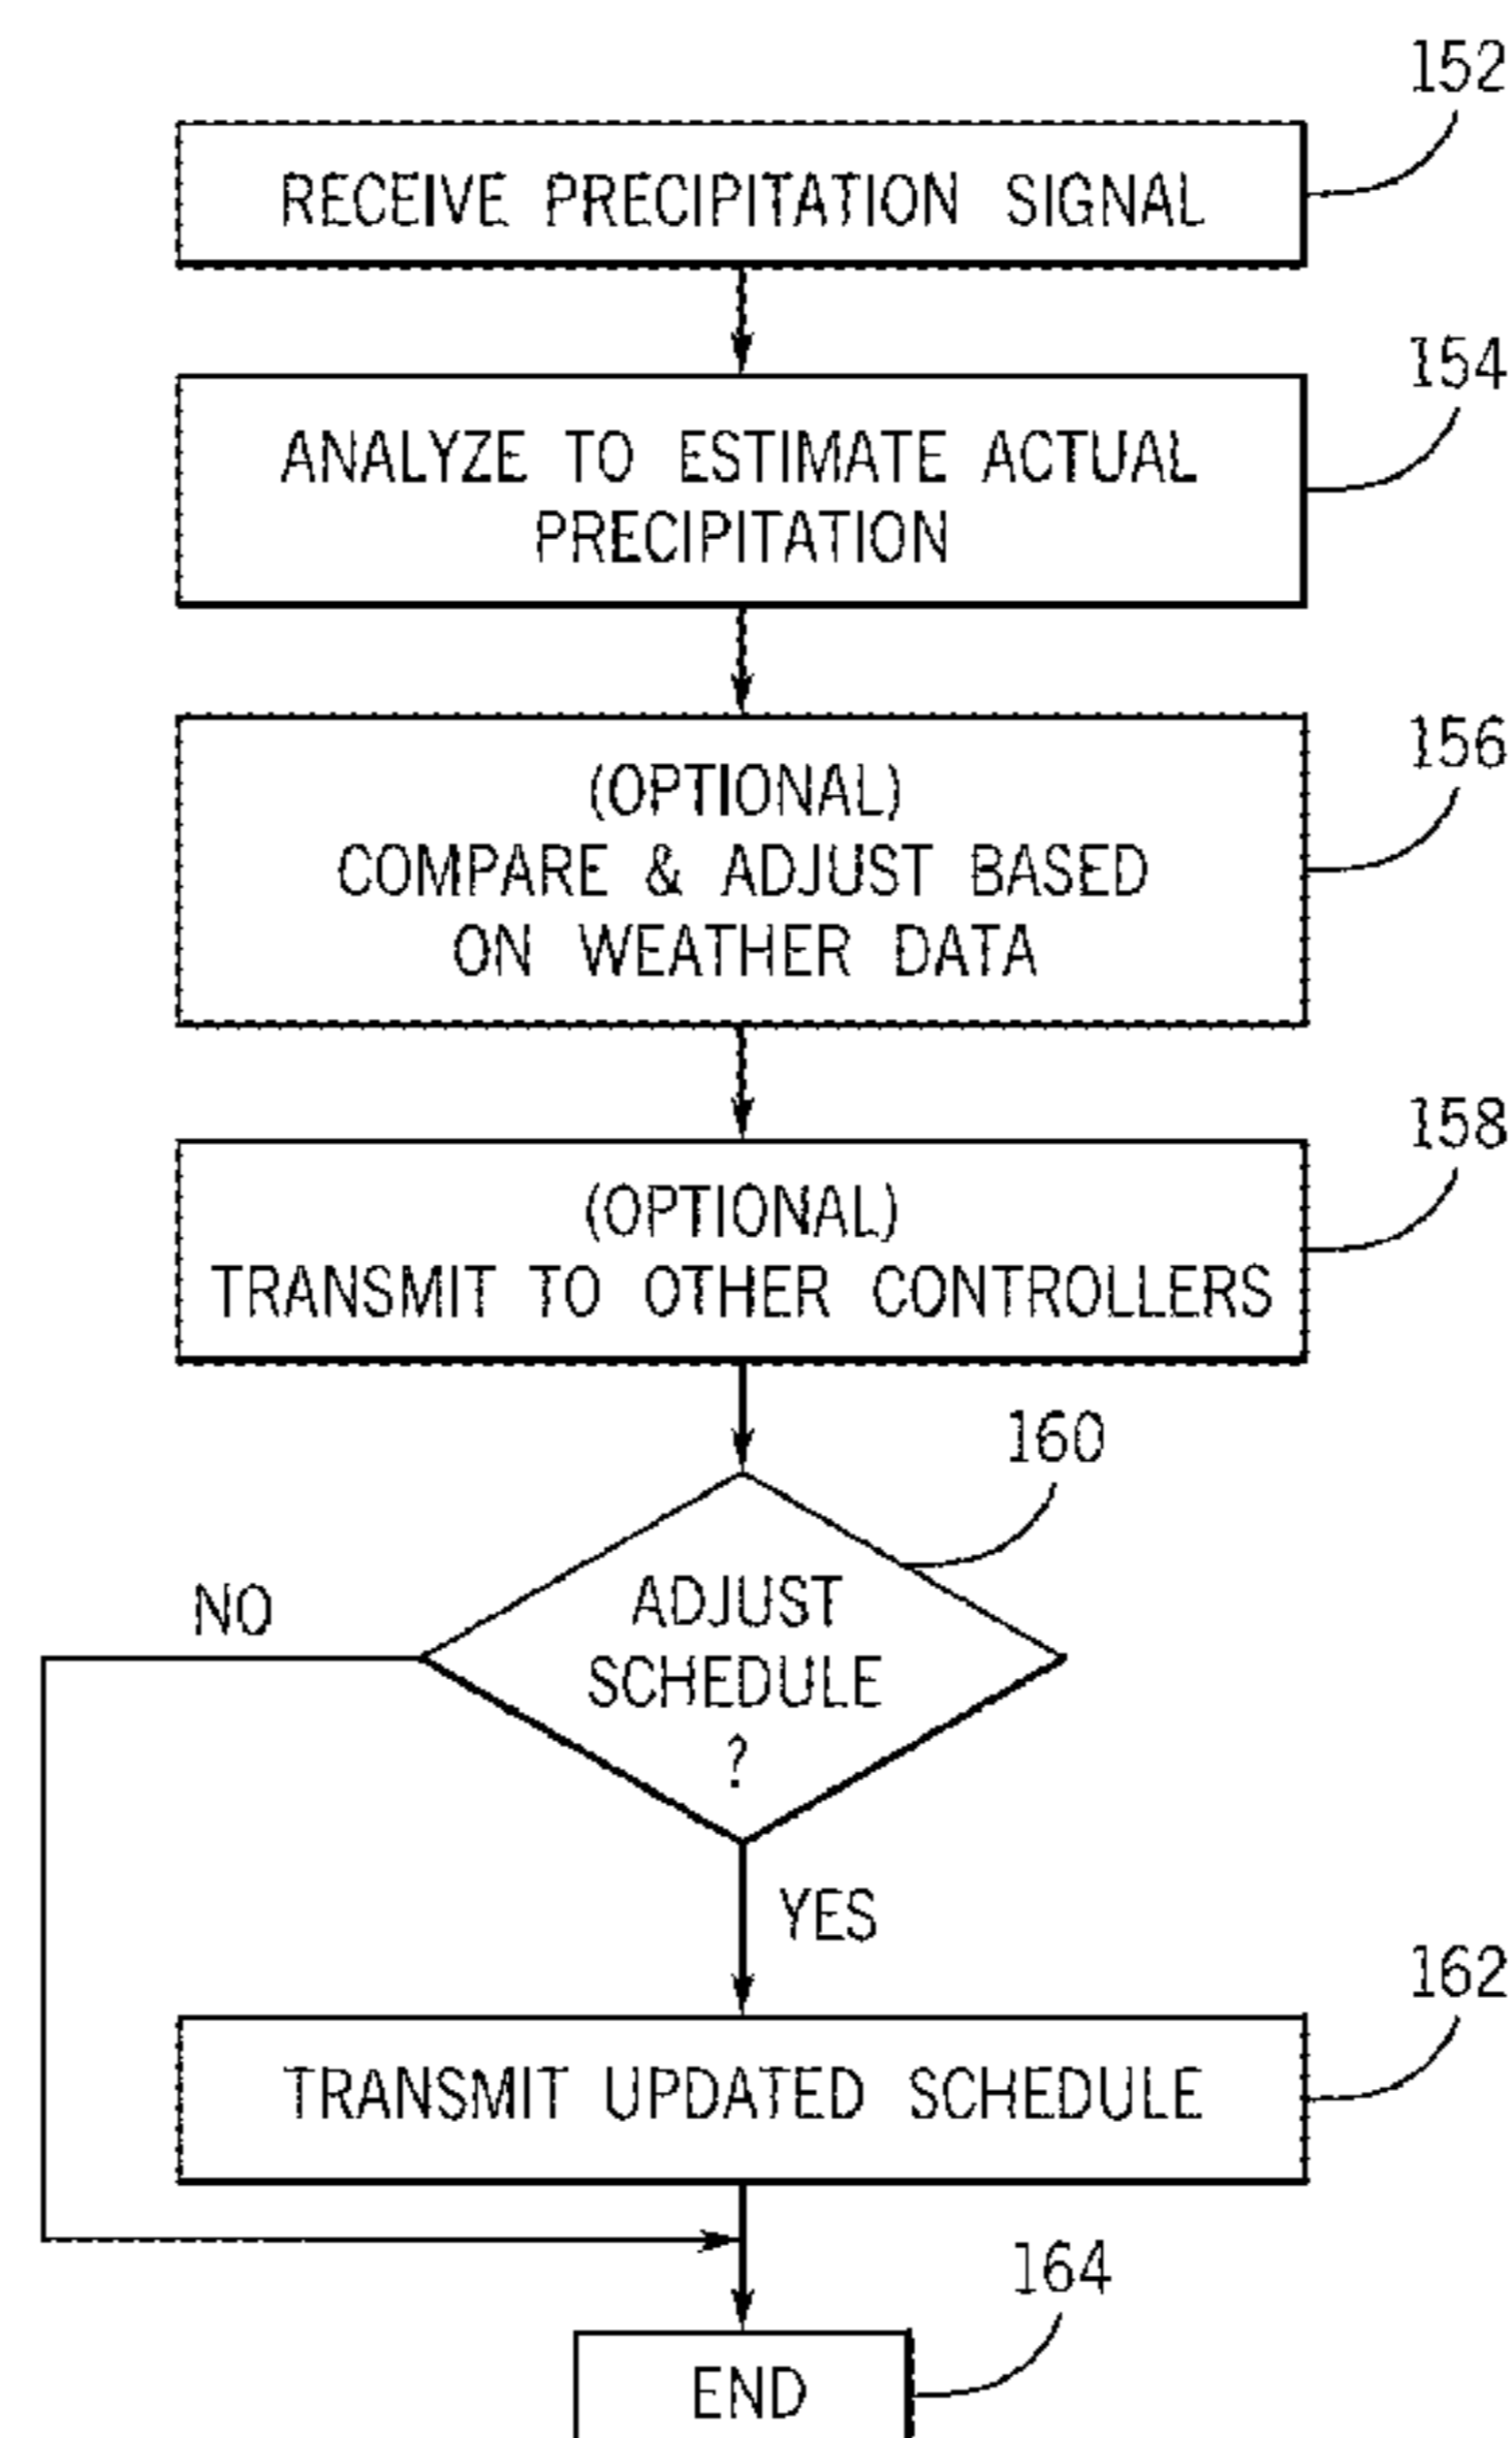 152
RECEIVE PRECIPITATION SIGNAL
154
ANALYZE TO ESTIMATE ACTUAL
PRECIPITATION
156
(OPTIONAL)
COMPARE & ADJUST BASED
ON WEATHER DATA
158
(OPTIONAL)
TRANSMIT TO OTHER CONTROLLERS
160
NO
ADJUST
SCHEDULE
?
YES
162
TRANSMIT UPDATED SCHEDULE
164
END